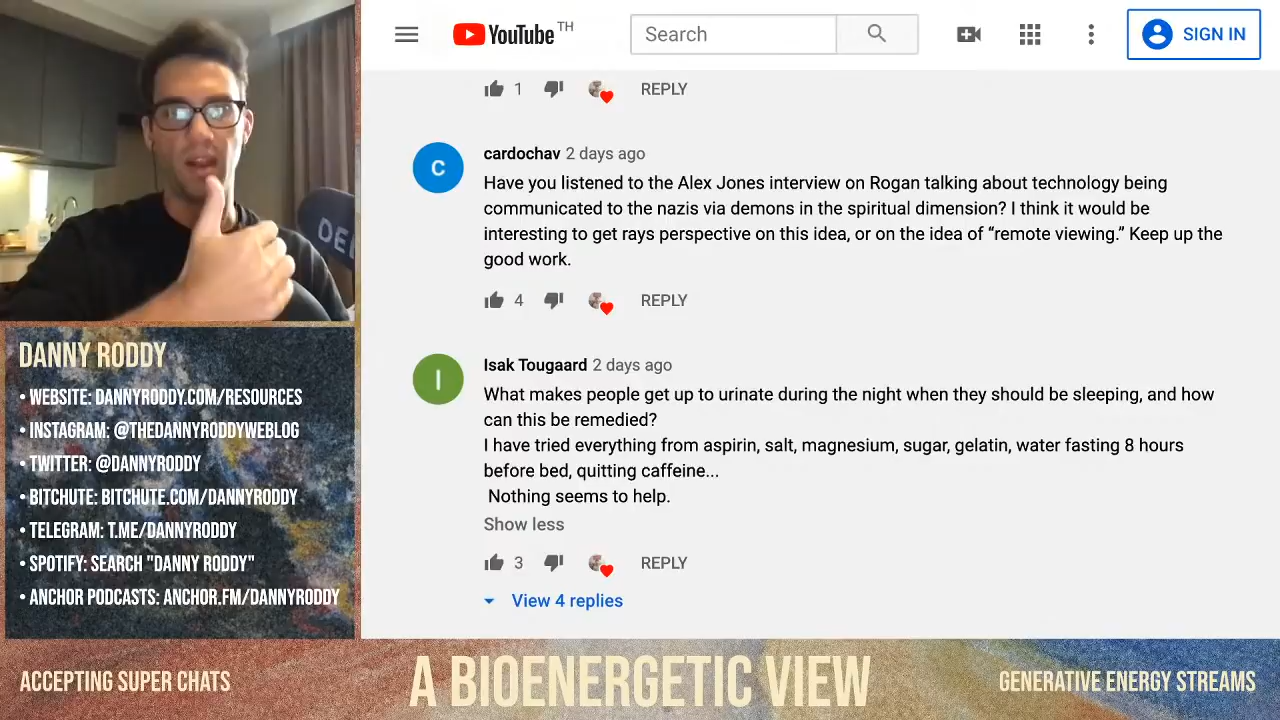 YouTube TH
Search
SIGN IN
1 REPLY
C
cardochav 2 days ago
Have you listened to the Alex Jones interview on Rogan talking about technology being
communicated to the nazis via demons in the spiritual dimension? I think it would be
interesting to get rays perspective on this idea, or on the idea of “remote viewing.” Keep up the
good work.
4 REPLY
I
Isak Tougaard 2 days ago
What makes people get up to urinate during the night when they should be sleeping, and how
can this be remedied?
I have tried everything from aspirin, salt, magnesium, sugar, gelatin, water fasting 8 hours
before bed, quitting caffeine...
Nothing seems to help.
Show less
3 REPLY
View 4 replies
DANNY RODDY
• WEBSITE: DANNYRODDY.COM/RESOURCES
• INSTAGRAM: @THEDANNYRODDYWEBLOG
• TWITTER: @DANNYRODDY
• BITCHUTE: BITCHUTE.COM/DANNYRODDY
• TELEGRAM: T.ME/DANNYRODDY
• SPOTIFY: SEARCH "DANNY RODDY"
• ANCHOR PODCASTS: ANCHOR.FM/DANNYRODDY
ACCEPTING SUPER CHATS
A BIOENERGETIC VIEW
GENERATIVE ENERGY STREAMS